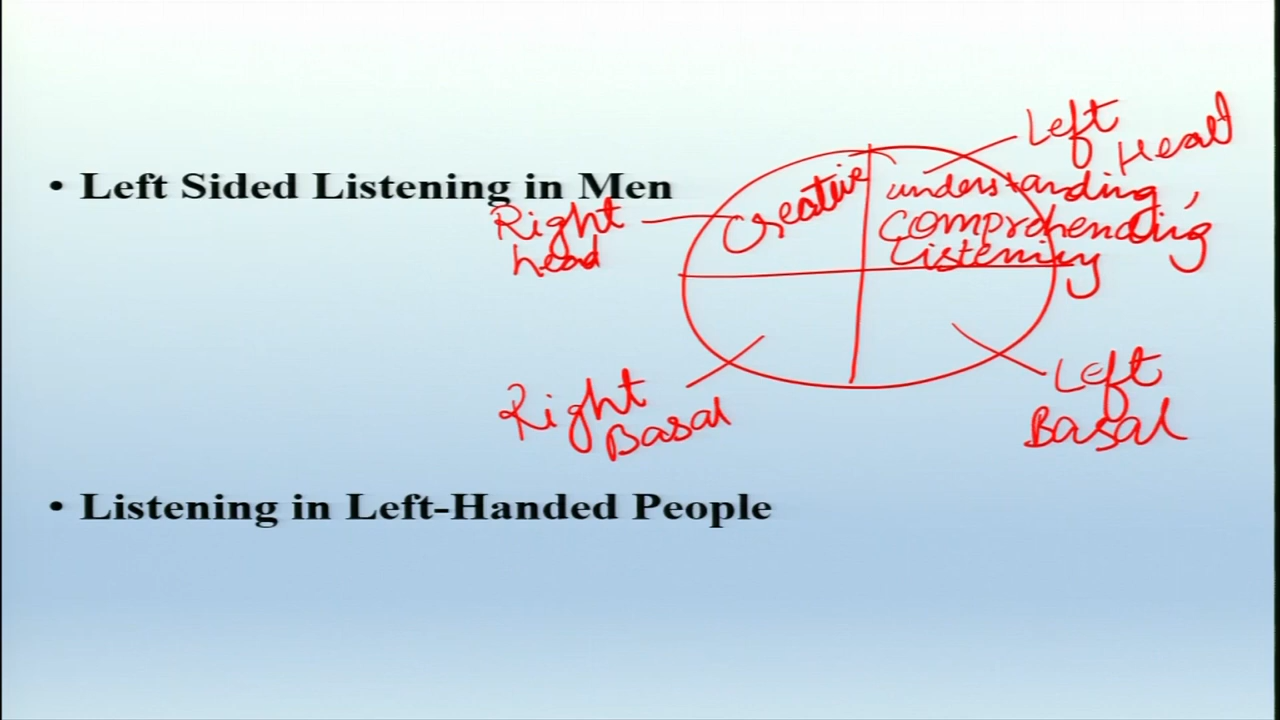 Left
Head
• Left Sided Listening in Men
Creative
understanding,
comprehending
Listening
Right
head
Right
Basal
Left
Basal
• Listening in Left-Handed People